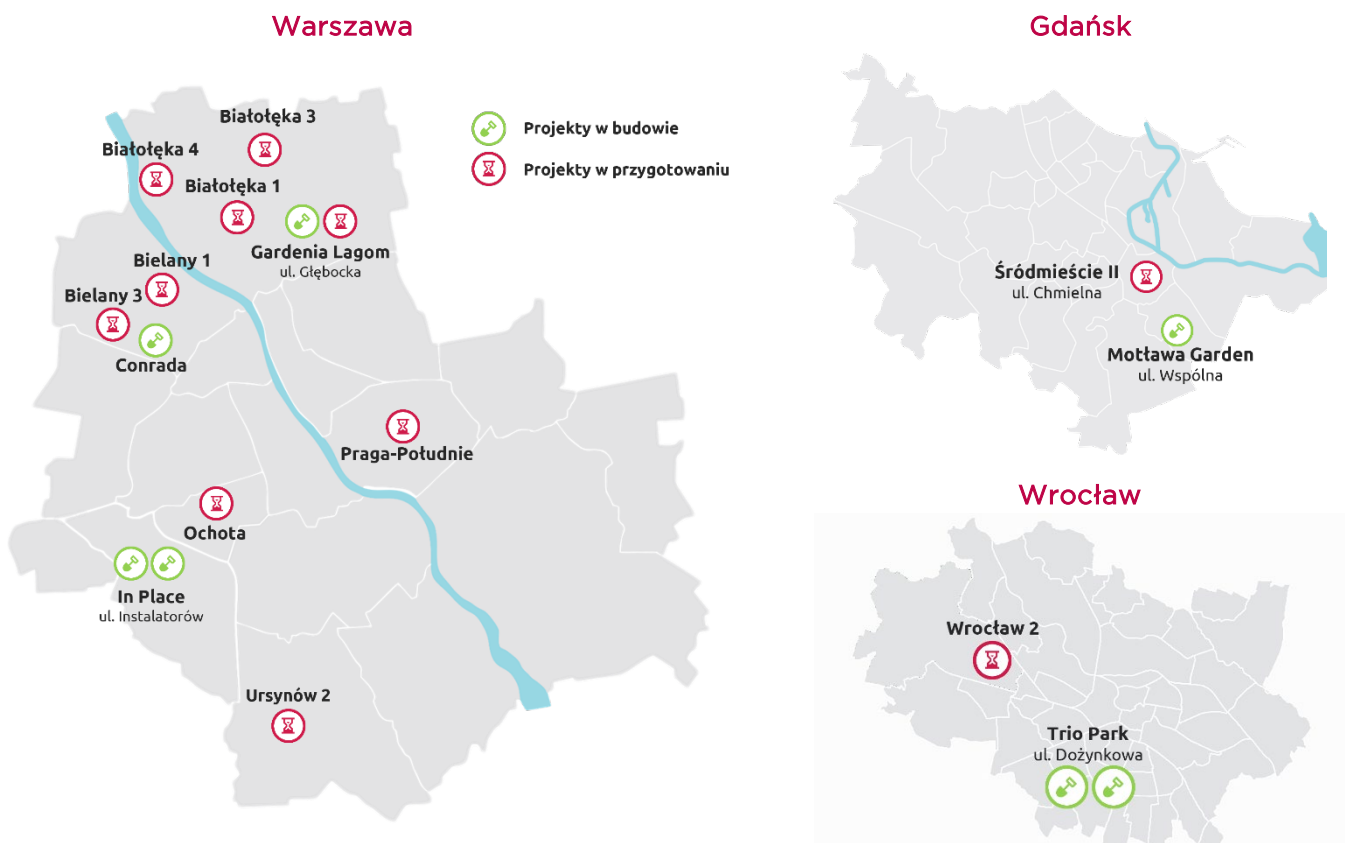 Warszawa
Białołęka 3
Białołęka 4
Białołęka 1
Gardenia Lagom
ul. Głębocka
Bielany 1
Bielany 3
Conrada
Praga-Południe
Ochota
In Place
ul. Instalatorów
Ursynów 2
Projekty w budowie
Projekty w przygotowaniu
Gdańsk
Śródmieście II
ul. Chmielna
Motława Garden
ul. Wspólna
Wrocław
Wrocław 2
Trio Park
ul. Dożynkowa